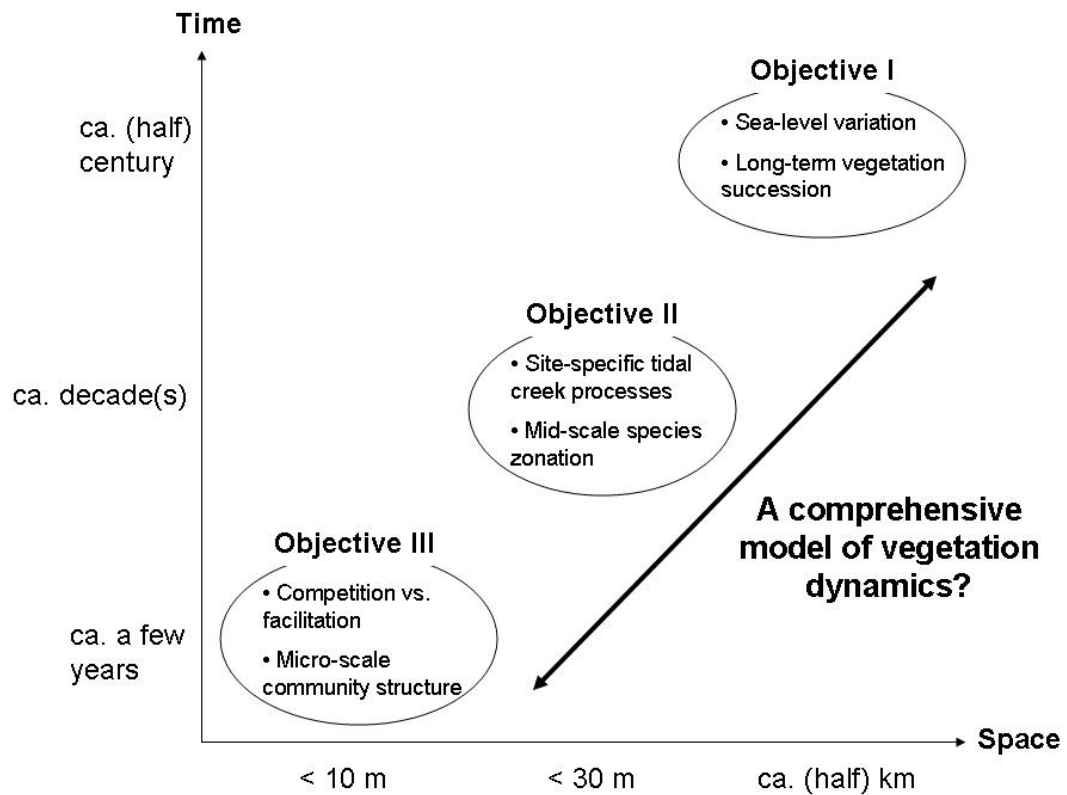 Time
Objective I
ca. (half)
century
• Sea-level variation
• Long-term vegetation
succession
Objective II
ca. decade(s)
• Site-specific tidal
creek processes
• Mid-scale species
zonation
A comprehensive
model of vegetation
dynamics?
Objective III
ca. a few
years
• Competition vs.
facilitation
• Micro-scale
community structure
Space
< 10 m
< 30 m
ca. (half) km